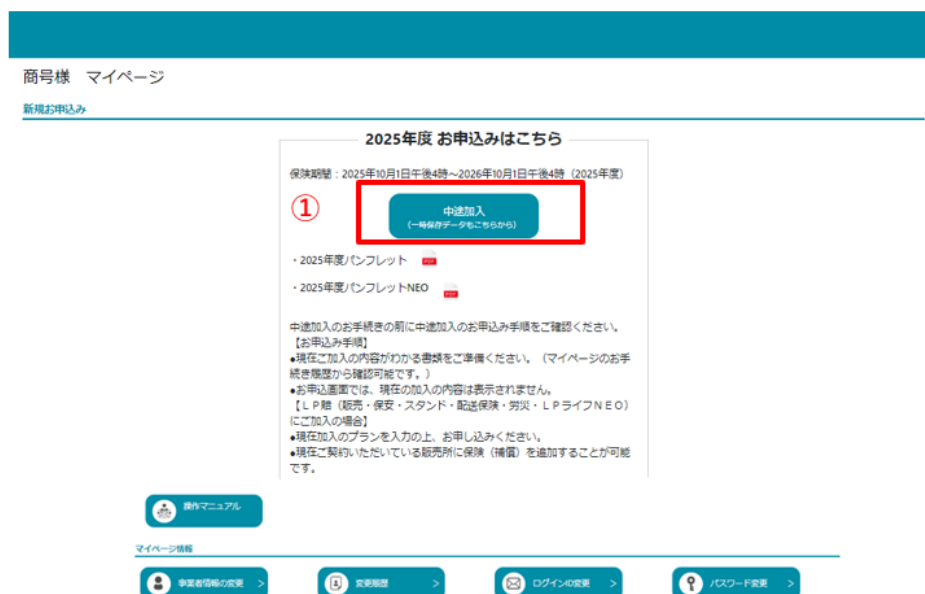 商号様　マイページ
新規お申込み
2025年度 お申込みはこちら
保険期間：2025年10月1日午後4時～2026年10月1日午後4時（2025年度）
①
中途加入
（一時保存データもこちらから）
・2025年度パンフレット PDF
・2025年度パンフレットNEO PDF
中途加入のお手続きの前に中途加入のお申込み手順をご確認ください。
【お申込み手順】
●現在ご加入の内容がわかる書類をご準備ください。（マイページのお手
続き履歴から確認可能です。）
●お申込画面では、現在の加入の内容は表示されません。
【ＬＰ賠（販売・保安・スタンド・配送保険・労災・ＬＰライフＮＥＯ）
にご加入の場合】
●現在加入のプランを入力の上、お申し込みください。
●現在ご契約いただいている販売所に保険（補償）を追加することが可能
です。
操作マニュアル
マイページ情報
事業者情報の変更 ＞
変更履歴 ＞
ログインID変更 ＞
パスワード変更 ＞